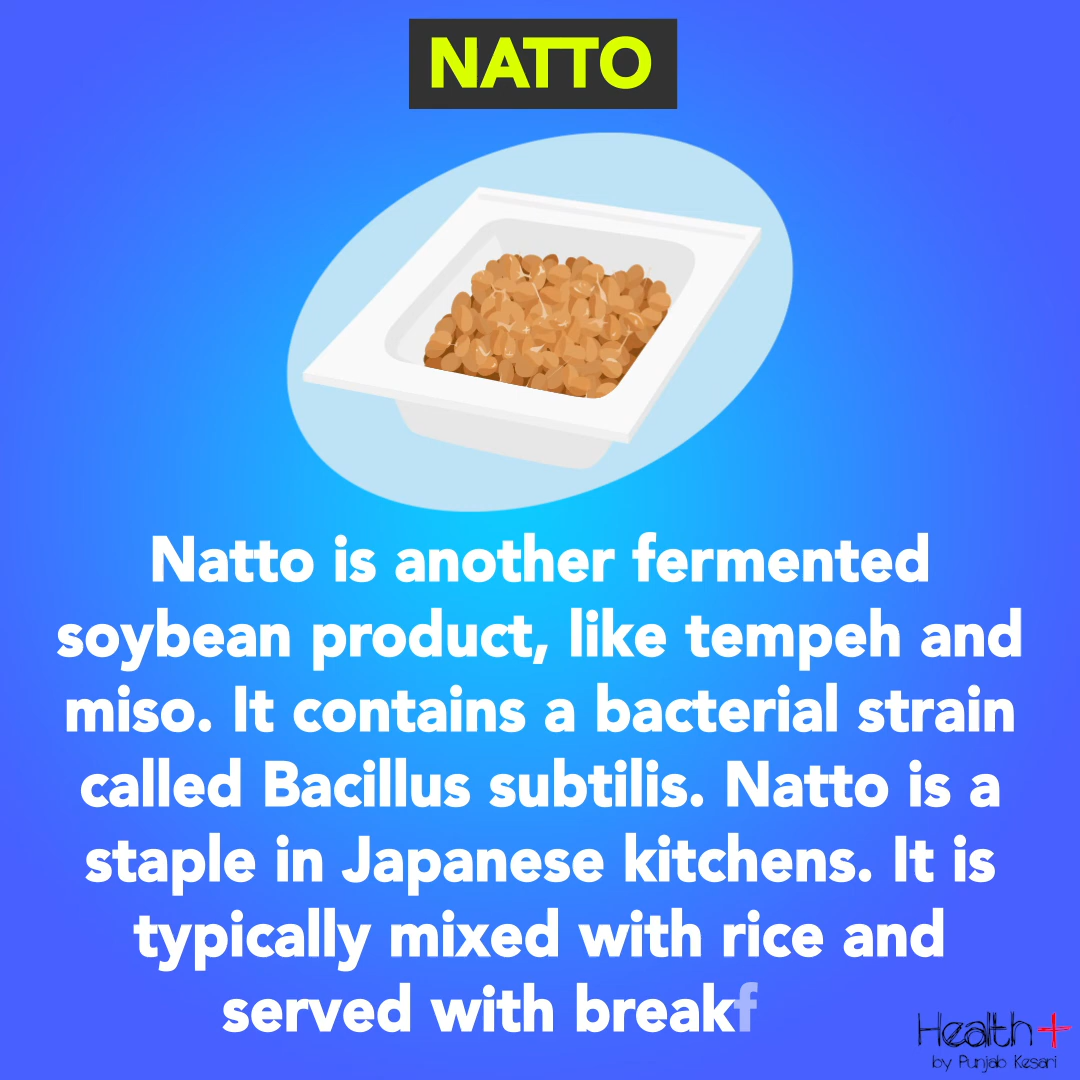 NATTO
Natto is another fermented
soybean product, like tempeh and
miso. It contains a bacterial strain
called Bacillus subtilis. Natto is a
staple in Japanese kitchens. It is
typically mixed with rice and
served with breakf
Health+
by Punjab Kesari